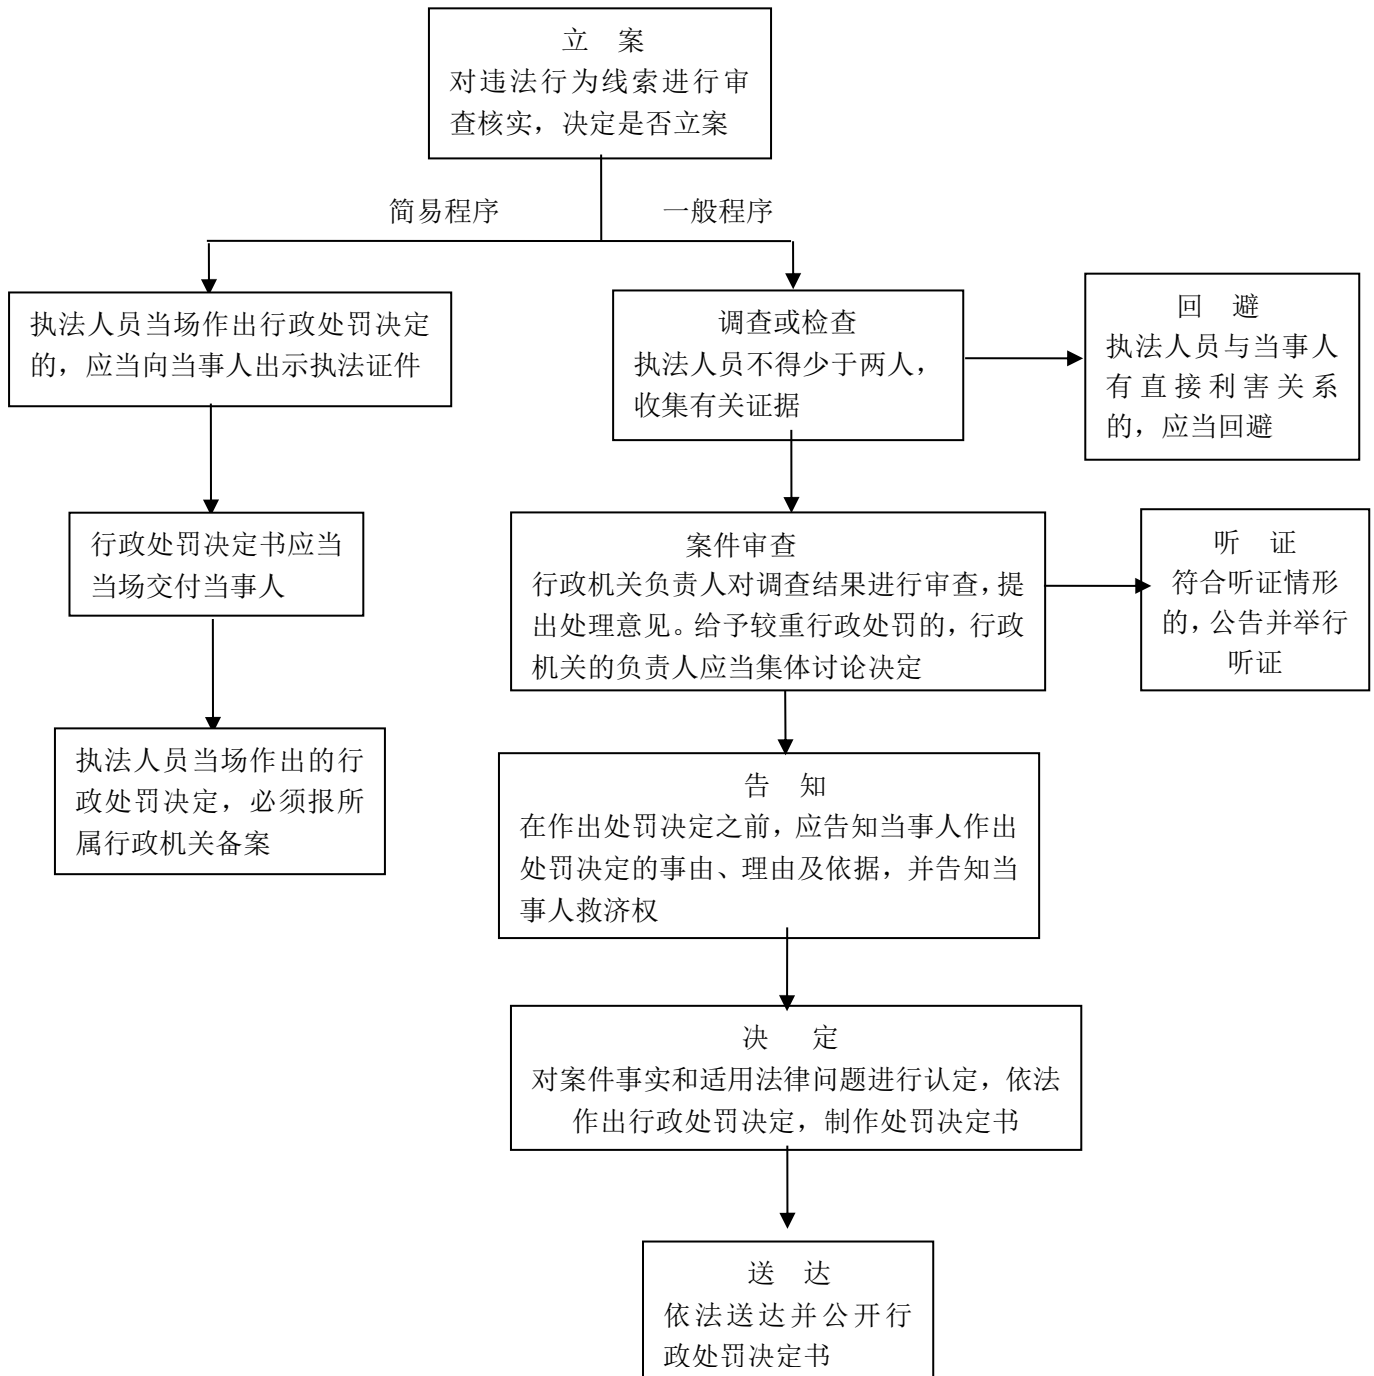 立 案
对违法行为线索进行审
查核实，决定是否立案
简易程序
一般程序
执法人员当场作出行政处罚决定
的，应当向当事人出示执法证件
调查或检查
执法人员不得少于两人，
收集有关证据
回 避
执法人员与当事人
有直接利害关系
的，应当回避
行政处罚决定书应当
当场交付当事人
案件审查
行政机关负责人对调查结果进行审查，提
出处理意见。给予较重行政处罚的，行政
机关的负责人应当集体讨论决定
听 证
符合听证情形
的，公告并举行
听证
执法人员当场作出的行
政处罚决定，必须报所
属行政机关备案
告 知
在作出处罚决定之前，应告知当事人作出
处罚决定的事由、理由及依据，并告知当
事人救济权
决 定
对案件事实和适用法律问题进行认定，依法
作出行政处罚决定，制作处罚决定书
送 达
依法送达并公开行
政处罚决定书